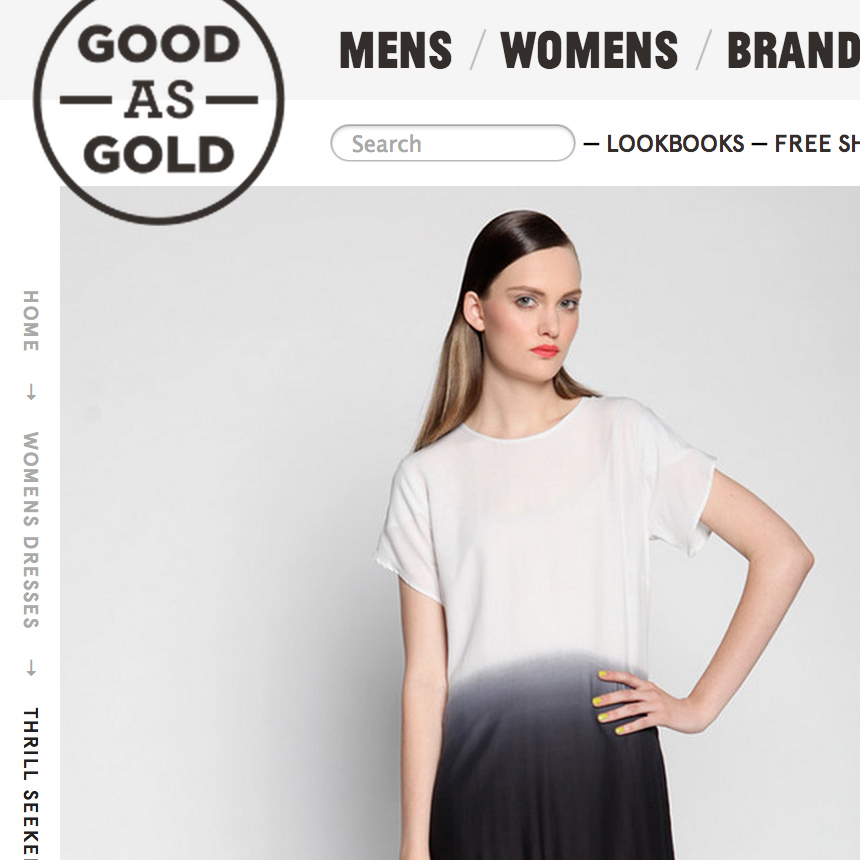 GOOD
— AS —
GOLD
MENS / WOMENS / BRAND
Search
— LOOKBOOKS — FREE SH
HOME → WOMENS DRESSES → THRILL SEEKE